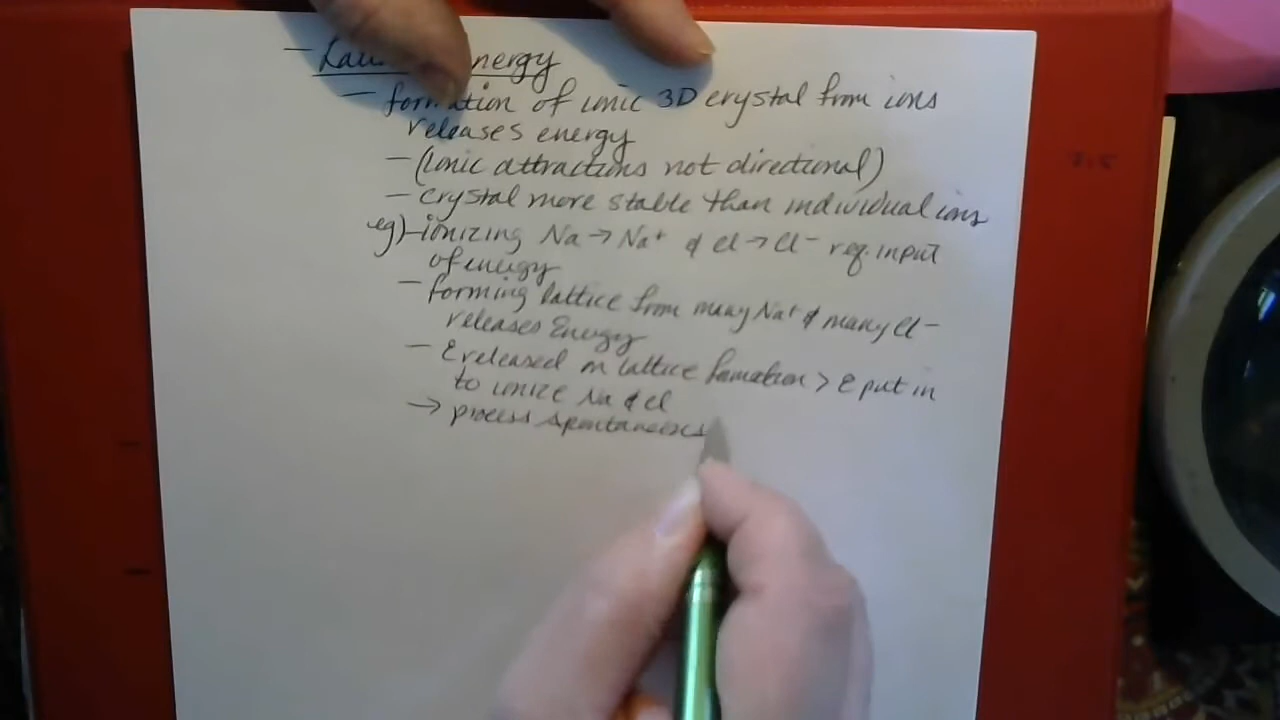 — Lat energy
— formation of ionic 3D crystal from ions
releases energy
— (ionic attractions not directional)
— crystal more stable than individual ions
eg) – ionizing Na → Na⁺ & Cl → Cl⁻ req. input
of energy
— forming lattice from many Na⁺ & many Cl⁻
releases Energy
— E released in lattice formation > E put in
to ionize Na & Cl
→ process spontaneous